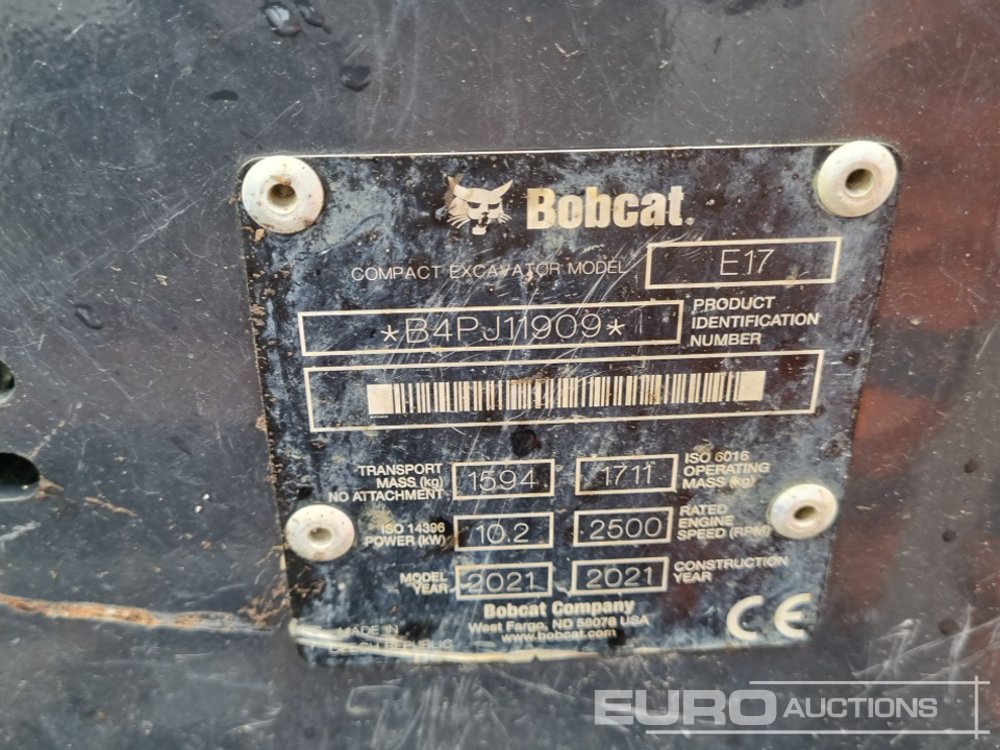 Bobcat
COMPACT EXCAVATOR MODEL E17
*B4PJ11909* PRODUCT IDENTIFICATION NUMBER
TRANSPORT MASS (kg) NO ATTACHMENT 1594 1711 ISO 6016 OPERATING MASS (kg)
ISO 14396 POWER (kW) 10.2 2500 RATED ENGINE SPEED (RPM)
MODEL YEAR 2021 2021 CONSTRUCTION YEAR
Bobcat Company
West Fargo, ND 58078 USA
www.bobcat.com
CE
MADE IN
CZECH REPUBLIC
EURO AUCTIONS